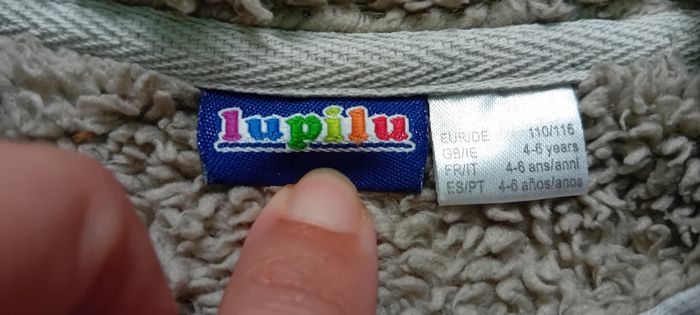 lupilu
EUR/DE 110/116
GB/IE 4-6 years
FR/IT 4-6 ans/anni
ES/PT 4-6 años/anos